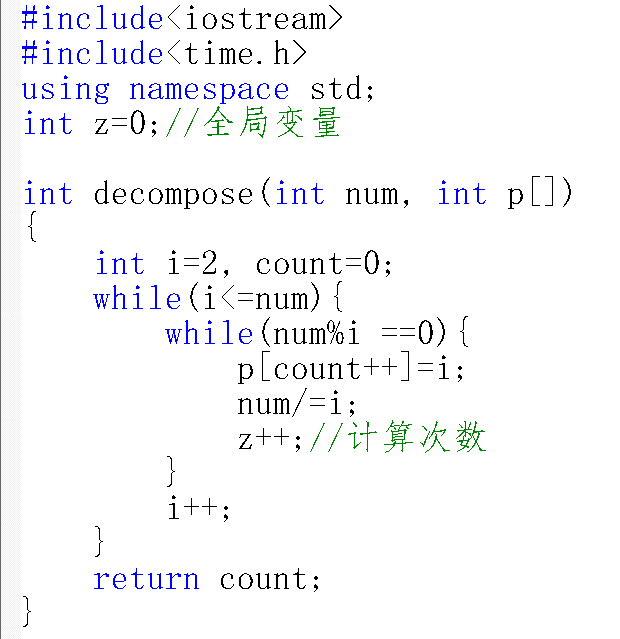 #include<iostream>
#include<time.h>
using namespace std;
int z=0;//全局变量
int decompose(int num, int p[])
{
    int i=2, count=0;
    while(i<=num){
        while(num%i ==0){
            p[count++]=i;
            num/=i;
            z++;//计算次数
        }
        i++;
    }
    return count;
}